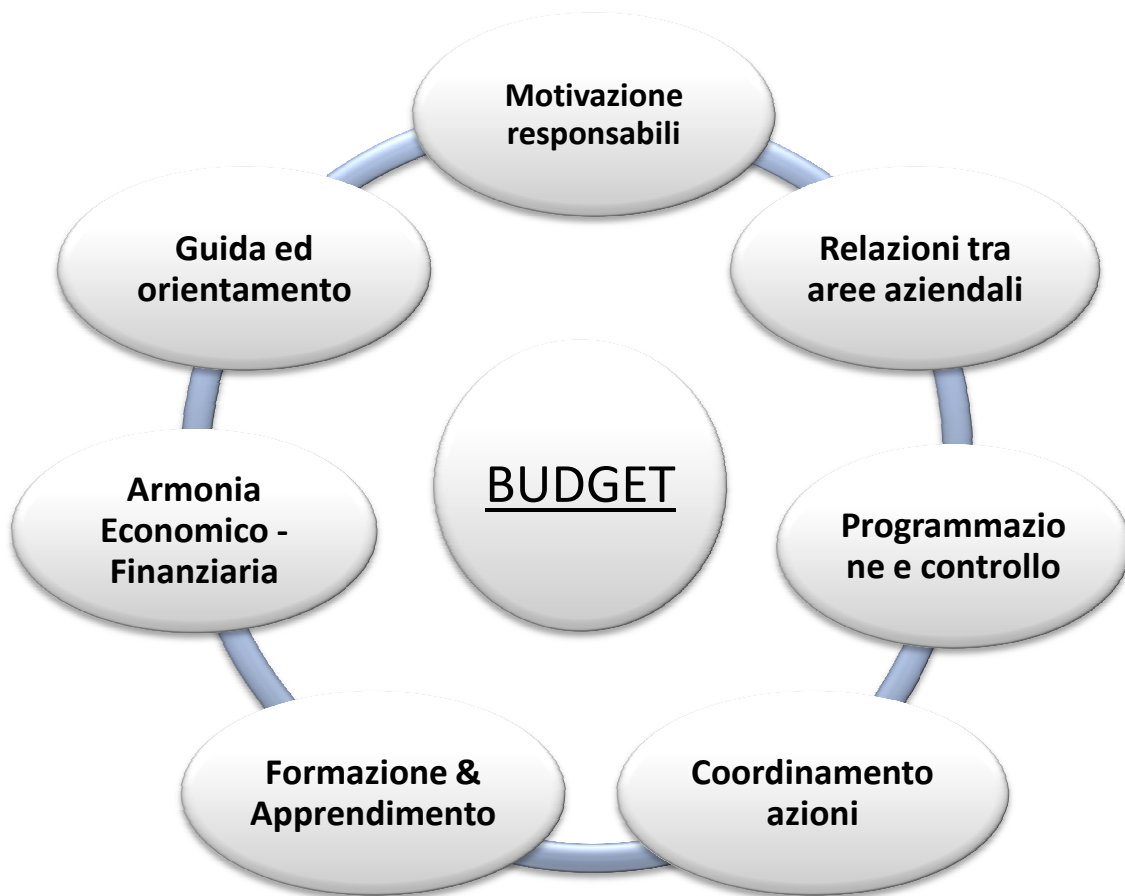 Motivazione
responsabili
Relazioni tra
aree aziendali
Programmazio
ne e controllo
Coordinamento
azioni
Formazione &
Apprendimento
Armonia
Economico -
Finanziaria
Guida ed
orientamento
BUDGET